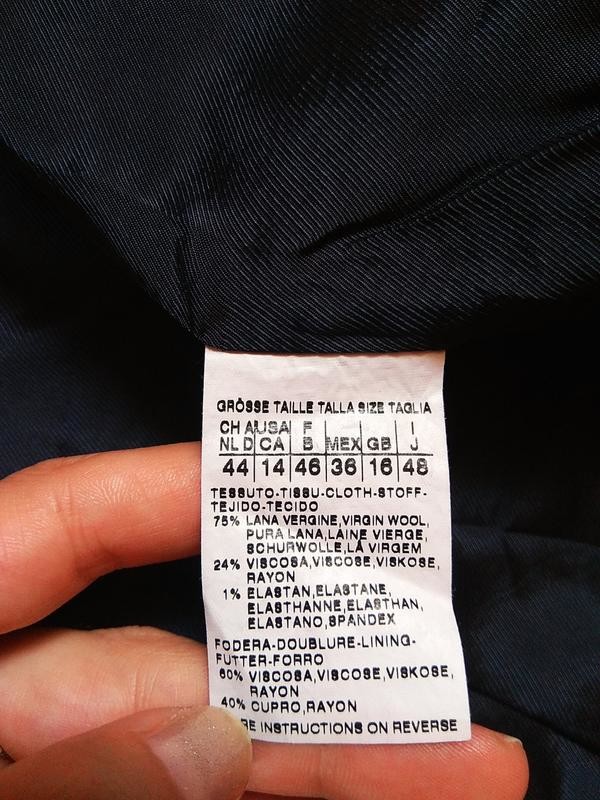 GRÖSSE TAILLE TALLA SIZE TAGLIA
CH A USA F I
NL D CA B MEX GB J
44 14 46 36 16 48
TESSUTO-TISSU-CLOTH-STOFF-
TEJIDO-TECIDO
75% LANA VERGINE,VIRGIN WOOL,
PURA LANA,LAINE VIERGE,
SCHURWOLLE,LÁ VIRGEM
24% VISCOSA,VISCOSE,VISKOSE,
RAYON
1% ELASTAN,ELASTANE,
ELASTHANNE,ELASTHAN,
ELASTANO,SPANDEX
FODERA-DOUBLURE-LINING-
FUTTER-FORRO
60% VISCOSA,VISCOSE,VISKOSE,
RAYON
40% CUPRO,RAYON
RE INSTRUCTIONS ON REVERSE